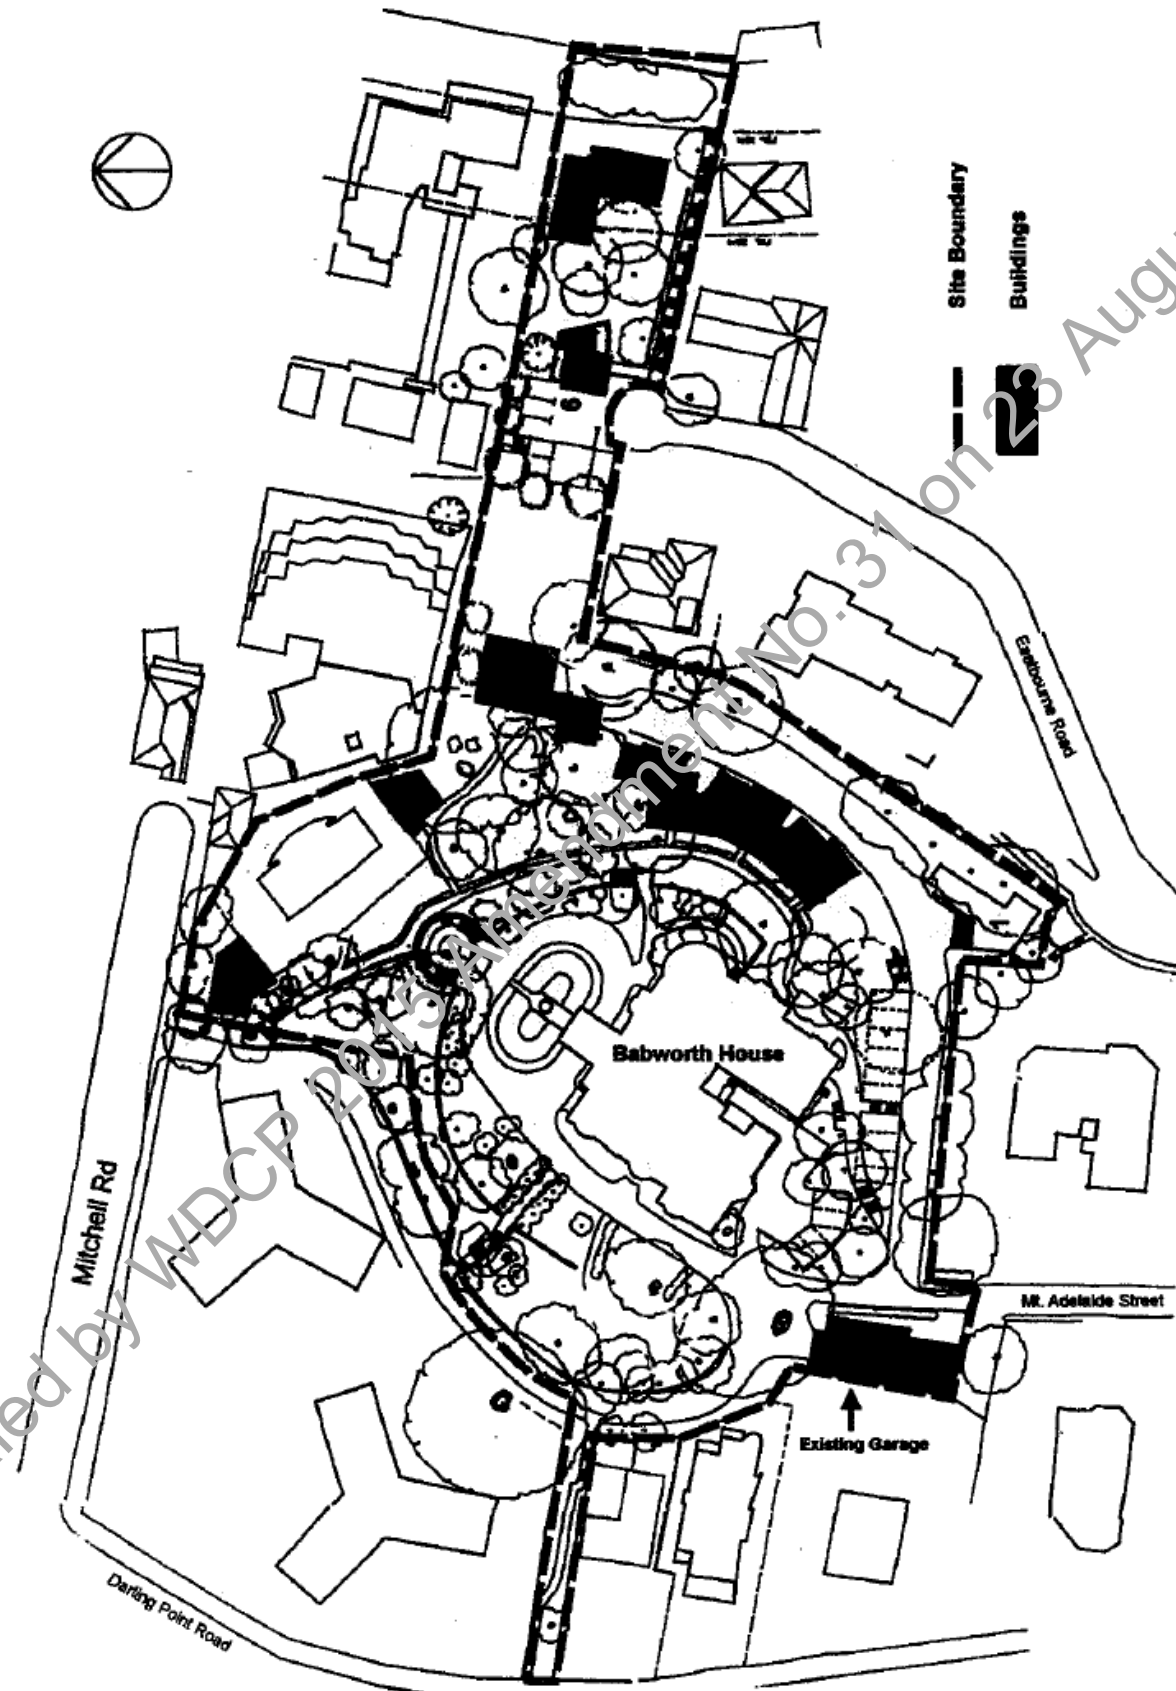 Site Boundary
Buildings
Eastbourne Road
Babworth House
Mitchell Rd
Mt. Adelaide Street
Existing Garage
Darling Point Road
ed by WDCP 2015 Amendment No. 31 on 23 Augu